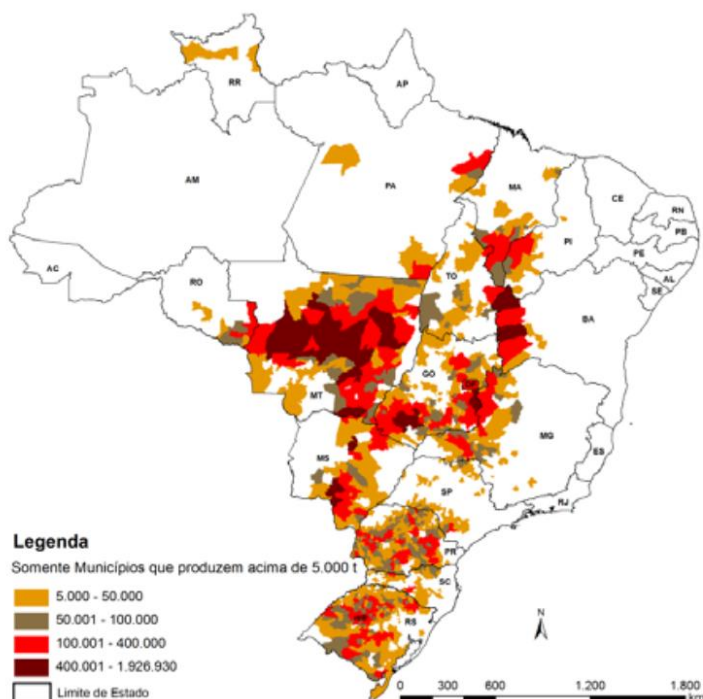 RR
AP
AM
PA
MA
CE
RN
PB
PE
AL
SE
PI
AC
RO
TO
BA
MT
GO
MG
ES
MS
SP
RJ
PR
SC
RS
Legenda
Somente Municípios que produzem acima de 5.000 t
5.000 - 50.000
50.001 - 100.000
100.001 - 400.000
400.001 - 1.926.930
Limite de Estado
N
0 300 600 1.200 1.800
km